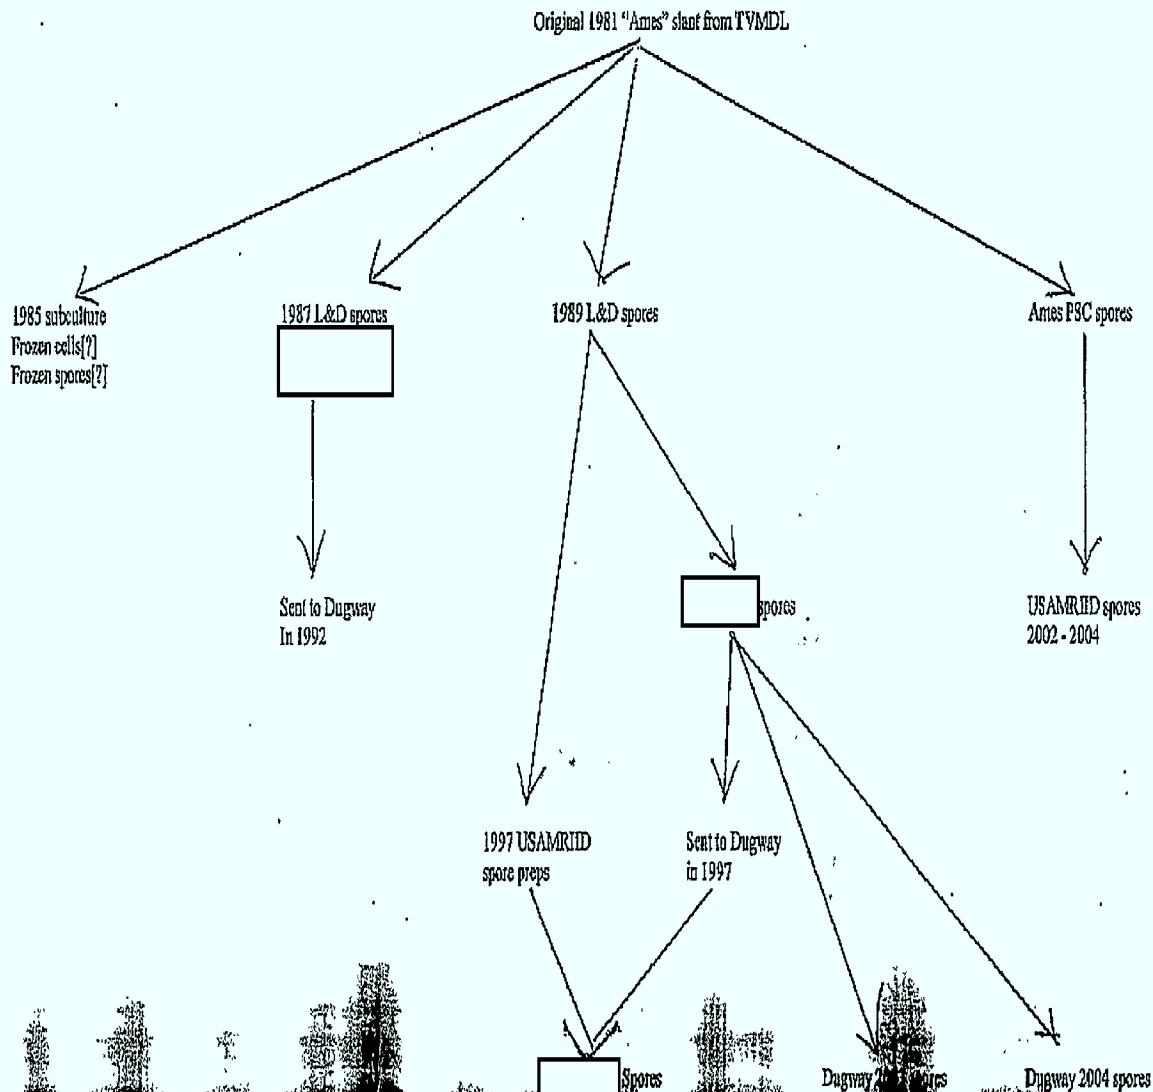 Original 1981 "Ames" slant from TVMDL
1985 subculture
Frozen cells[?]
Frozen spores[?]
1987 L&D spores
1989 L&D spores
Ames PSC spores
Sent to Dugway
In 1992
spores
USAMRIID spores
2002 - 2004
1997 USAMRIID
spore preps
Sent to Dugway
in 1997
Spores
Dugway spores
Dugway 2004 spores